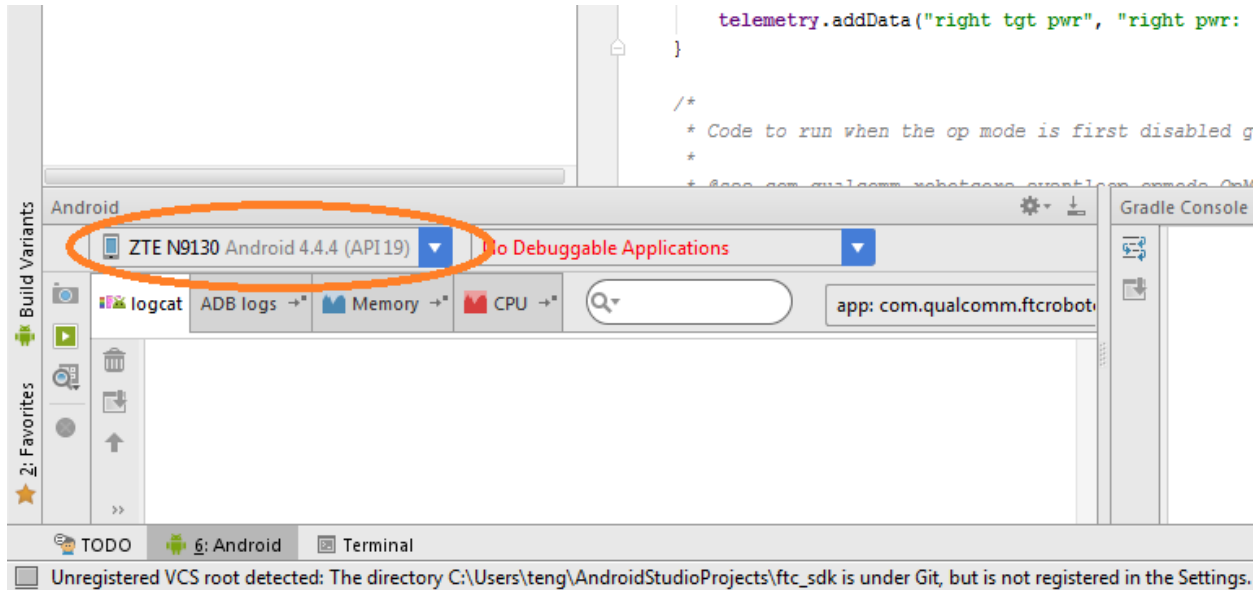 telemetry.addData("right tgt pwr", "right pwr:
}
/*
* Code to run when the op mode is first disabled g
*
Build Variants
2: Favorites
Android
Gradle Console
ZTE N9130 Android 4.4.4 (API 19)
No Debuggable Applications
logcat
ADB logs
Memory
CPU
app: com.qualcomm.ftcrobot
>>
TODO
6: Android
Terminal
Unregistered VCS root detected: The directory C:\Users\teng\AndroidStudioProjects\ftc_sdk is under Git, but is not registered in the Settings.